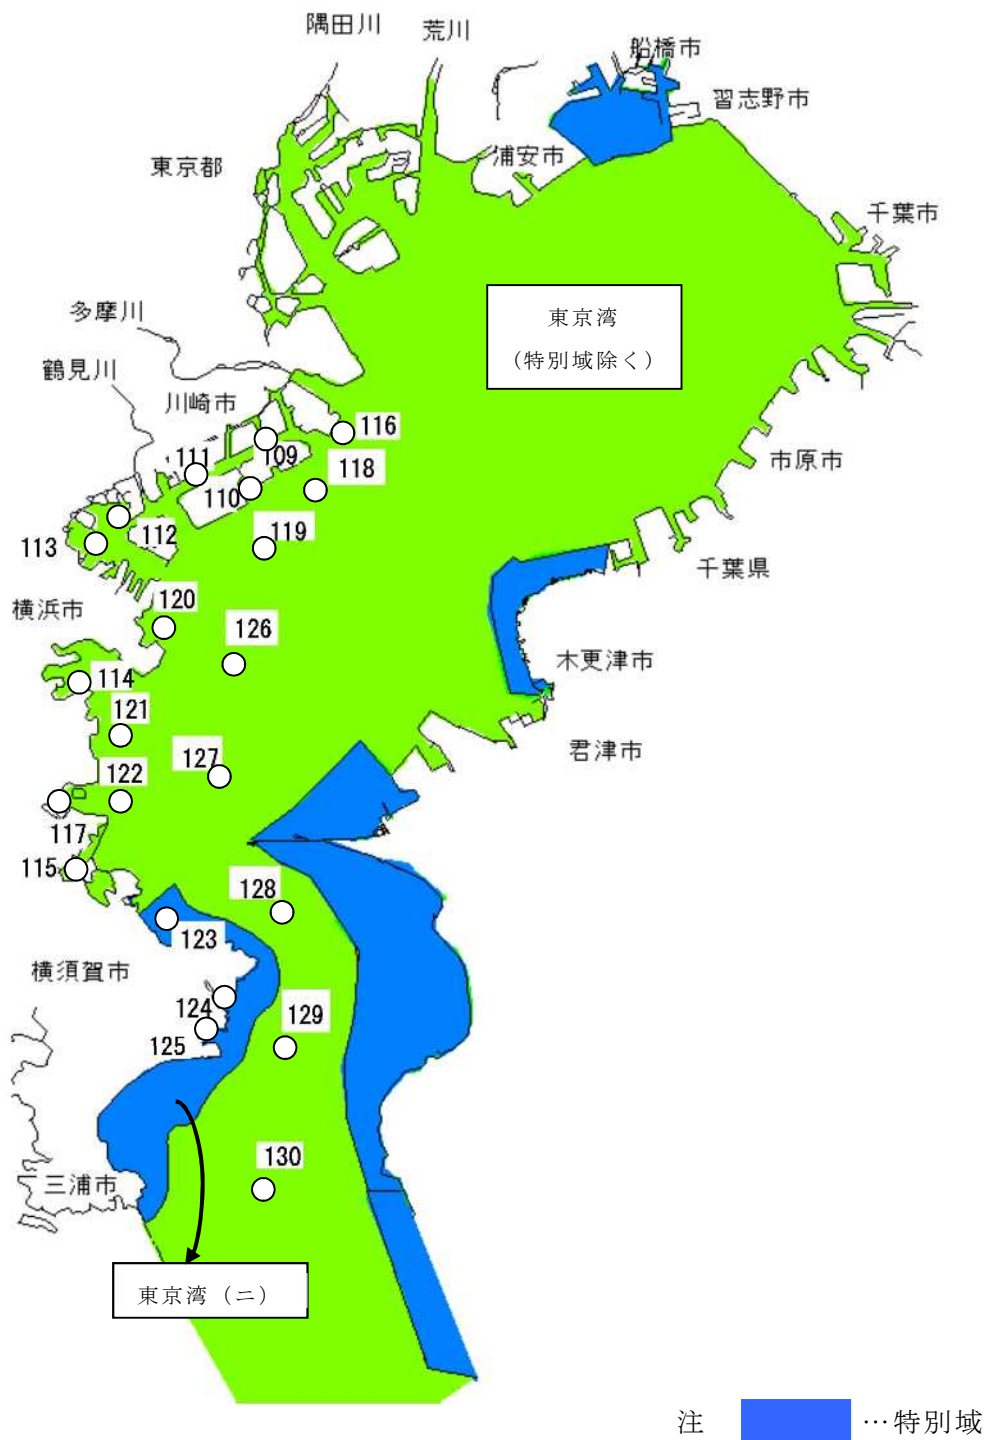 隅田川
荒川
船橋市
習志野市
東京都
浦安市
千葉市
多摩川
東京湾
(特別域除く)
鶴見川
川崎市
116
109
111
市原市
118
110
112
119
113
千葉県
横浜市
120
126
木更津市
114
121
君津市
127
122
117
115
128
123
横須賀市
124
129
125
130
三浦市
東京湾(ニ)
注 …特別域